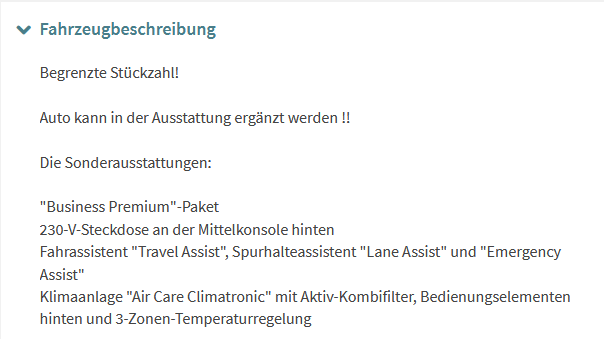 Fahrzeugbeschreibung
Begrenzte Stückzahl!
Auto kann in der Ausstattung ergänzt werden !!
Die Sonderausstattungen:
"Business Premium"-Paket
230-V-Steckdose an der Mittelkonsole hinten
Fahrassistent "Travel Assist", Spurhalteassistent "Lane Assist" und "Emergency
Assist"
Klimaanlage "Air Care Climatronic" mit Aktiv-Kombifilter, Bedienungselementen
hinten und 3-Zonen-Temperaturregelung